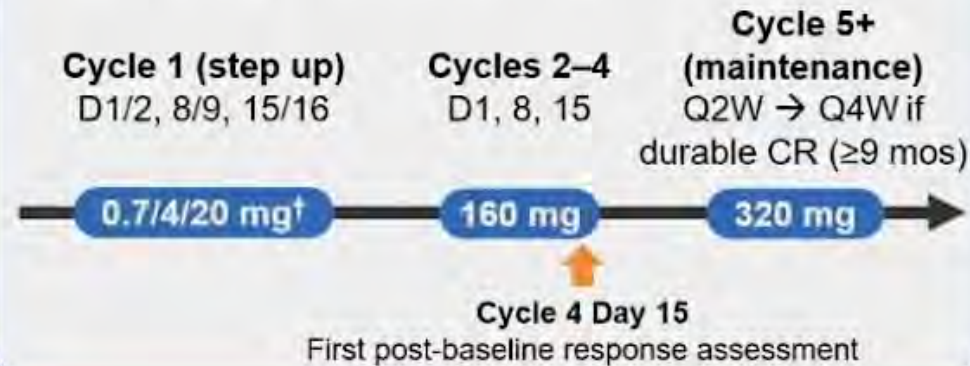 Cycle 1 (step up)
D1/2, 8/9, 15/16
Cycles 2–4
D1, 8, 15
Cycle 5+
(maintenance)
Q2W → Q4W if
durable CR (≥9 mos)
0.7/4/20 mg†
160 mg
320 mg
Cycle 4 Day 15
First post-baseline response assessment